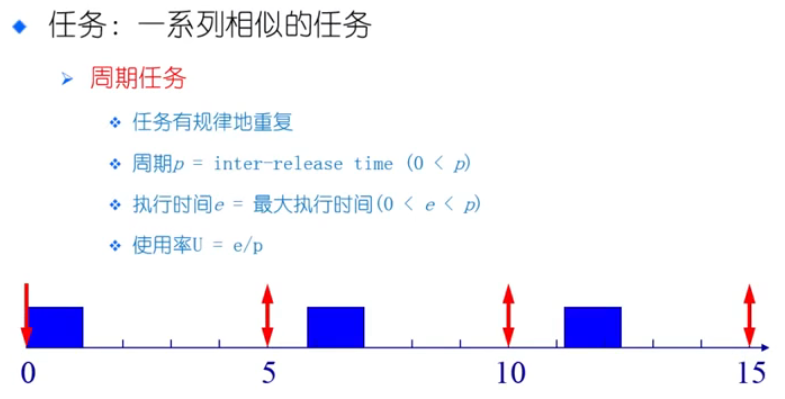 任务：一系列相似的任务
周期任务
任务有规律地重复
周期p = inter-release time (0 < p)
执行时间e = 最大执行时间(0 < e < p)
使用率U = e/p
0 5 10 15